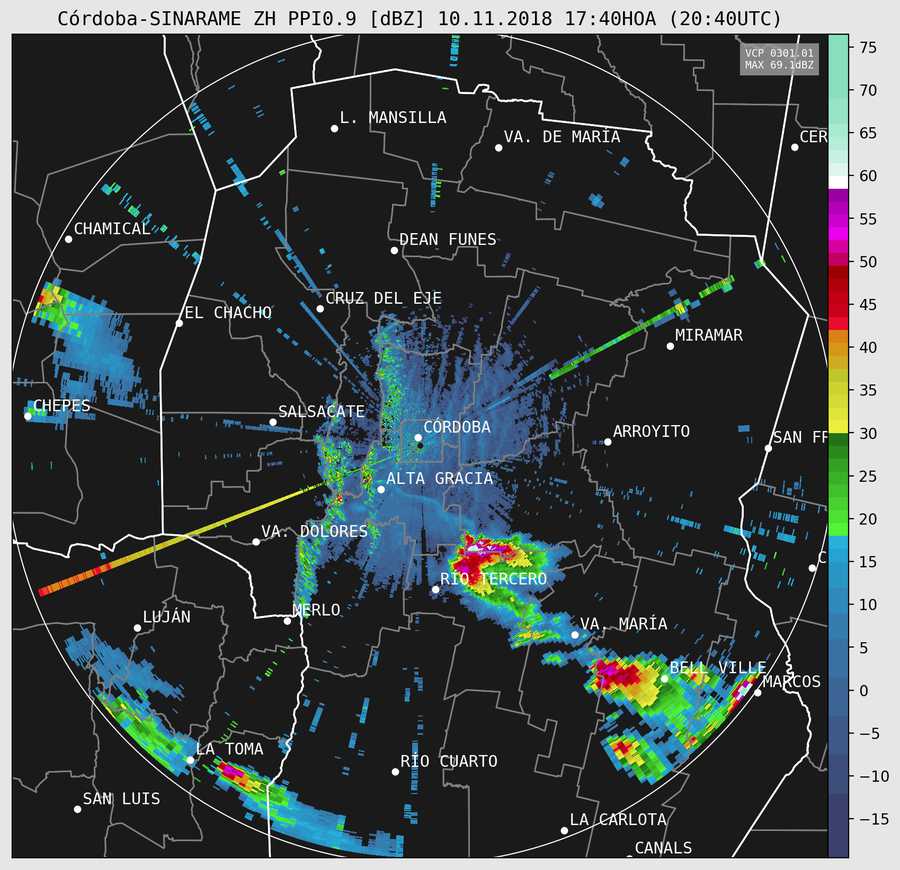 Córdoba-SINARAME ZH PPI0.9 [dBZ] 10.11.2018 17:40HOA (20:40UTC)
VCP 0301.01
MAX 69.1dBZ
L. MANSILLA
VA. DE MARÍA
CER
CHAMICAL
DEAN FUNES
CRUZ DEL EJE
EL CHACHO
MIRAMAR
CHEPES
SALSACATE
CÓRDOBA
ARROYITO
SAN FR
ALTA GRACIA
VA. DOLORES
C
RÍO TERCERO
MERLO
LUJÁN
VA. MARÍA
BELL VILLE
MARCOS
LA TOMA
RÍO CUARTO
SAN LUIS
LA CARLOTA
CANALS
75
70
65
60
55
50
45
40
35
30
25
20
15
10
5
0
−5
−10
−15